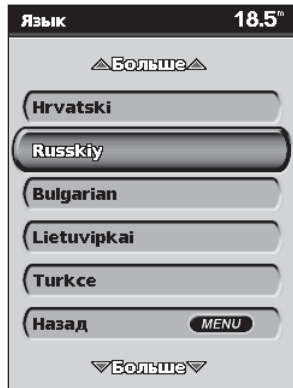 Язык 18.5"
Больше
Hrvatski
Russkiy
Bulgarian
Lietuvipkai
Turkce
Назад MENU
Больше